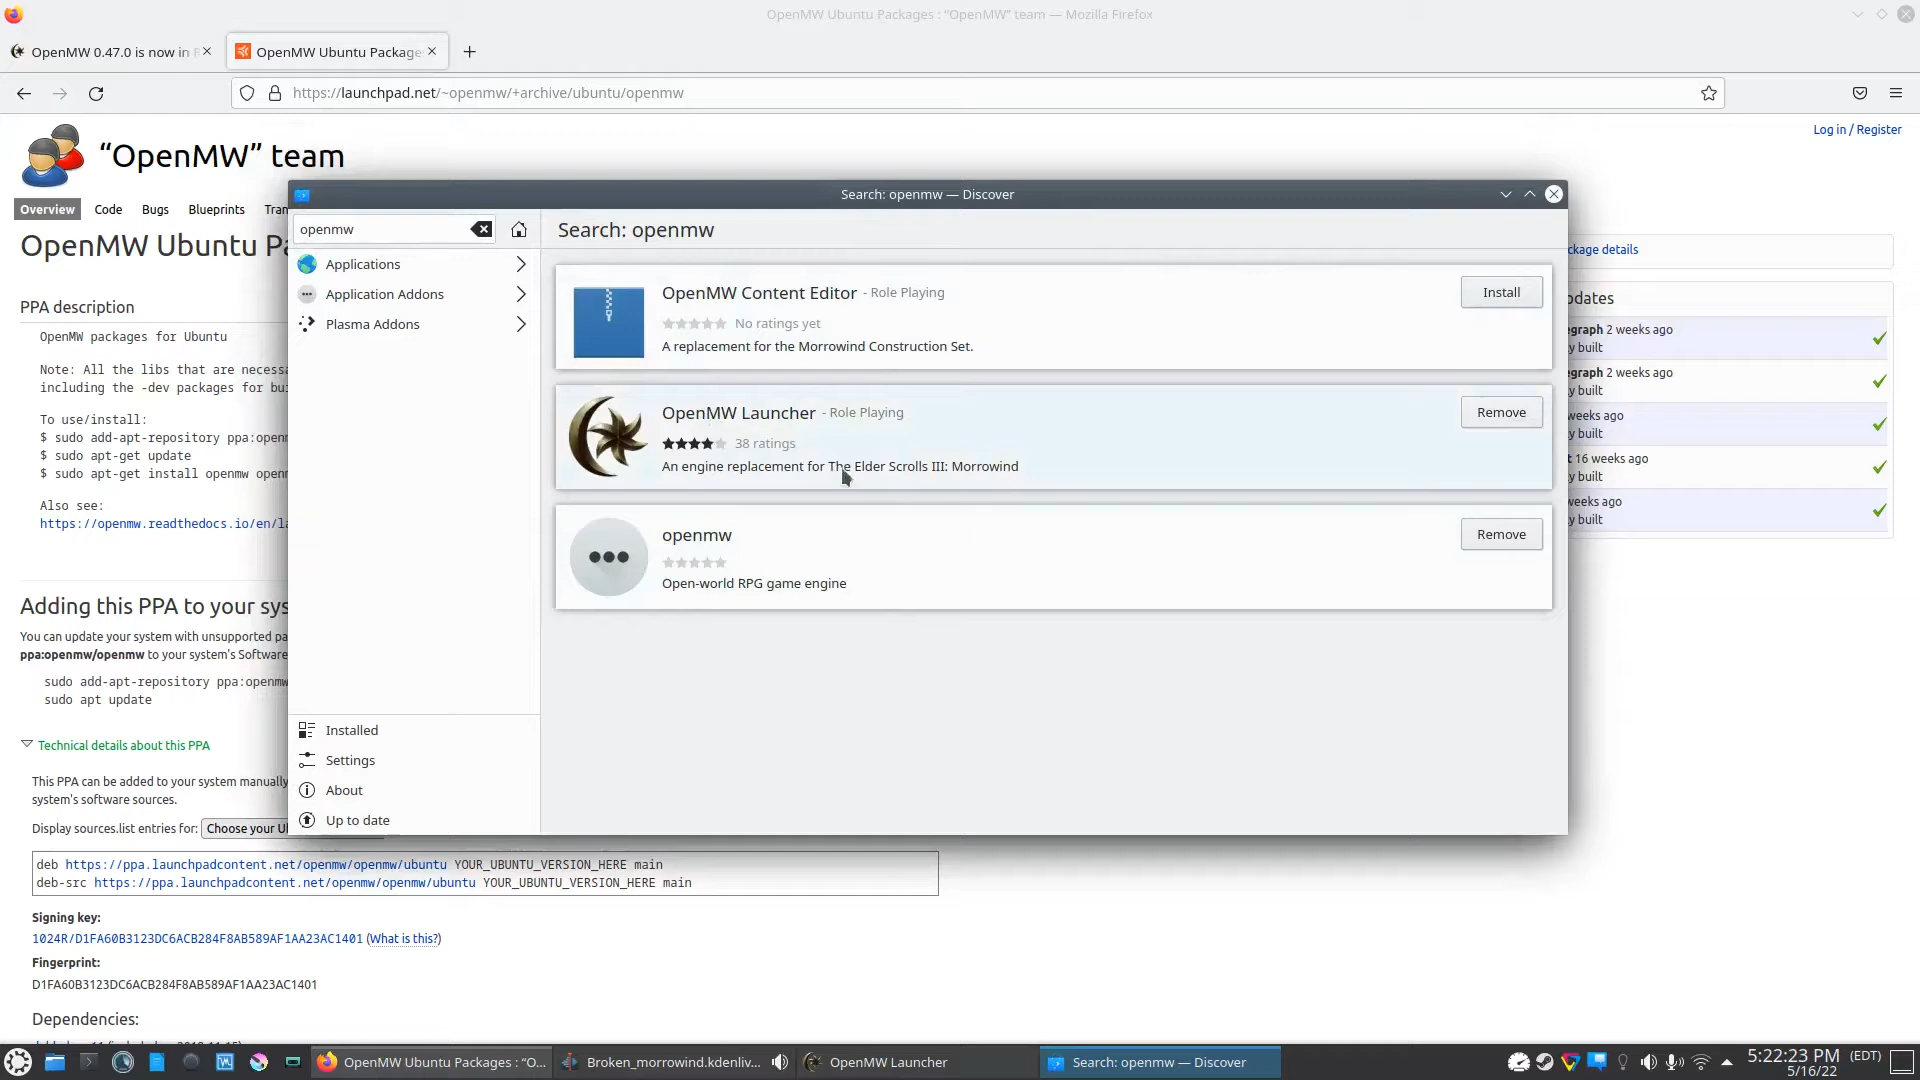 OpenMW Ubuntu Packages : “OpenMW” team — Mozilla Firefox
OpenMW 0.47.0 is now in
OpenMW Ubuntu Package
https://launchpad.net/~openmw/+archive/ubuntu/openmw
Log in / Register
“OpenMW” team
Overview Code Bugs Blueprints Tran
OpenMW Ubuntu Pa
ckage details
PPA description
OpenMW packages for Ubuntu
Note: All the libs that are necessa
including the -dev packages for bui
To use/install:
$ sudo add-apt-repository ppa:openm
$ sudo apt-get update
$ sudo apt-get install openmw openm
Also see:
https://openmw.readthedocs.io/en/la
Adding this PPA to your sys
You can update your system with unsupported pa
ppa:openmw/openmw to your system's Software
sudo add-apt-repository ppa:openmw
sudo apt update
Technical details about this PPA
This PPA can be added to your system manually
system's software sources.
Display sources.list entries for: Choose your Ub
deb https://ppa.launchpadcontent.net/openmw/openmw/ubuntu YOUR_UBUNTU_VERSION_HERE main
deb-src https://ppa.launchpadcontent.net/openmw/openmw/ubuntu YOUR_UBUNTU_VERSION_HERE main
Signing key:
1024R/D1FA60B3123DC6ACB284F8AB589AF1AA23AC1401 (What is this?)
Fingerprint:
D1FA60B3123DC6ACB284F8AB589AF1AA23AC1401
Dependencies:
Search: openmw — Discover
openmw
Applications
Application Addons
Plasma Addons
Installed
Settings
About
Up to date
Search: openmw
OpenMW Content Editor - Role Playing
Install
No ratings yet
A replacement for the Morrowind Construction Set.
OpenMW Launcher - Role Playing
Remove
38 ratings
An engine replacement for The Elder Scrolls III: Morrowind
openmw
Remove
Open-world RPG game engine
pdates
egraph 2 weeks ago
y built
egraph 2 weeks ago
y built
weeks ago
y built
t 16 weeks ago
y built
weeks ago
y built
OpenMW Ubuntu Packages : “O...
Broken_morrowind.kdenliv...
OpenMW Launcher
Search: openmw — Discover
5:22:23 PM (EDT)
5/16/22